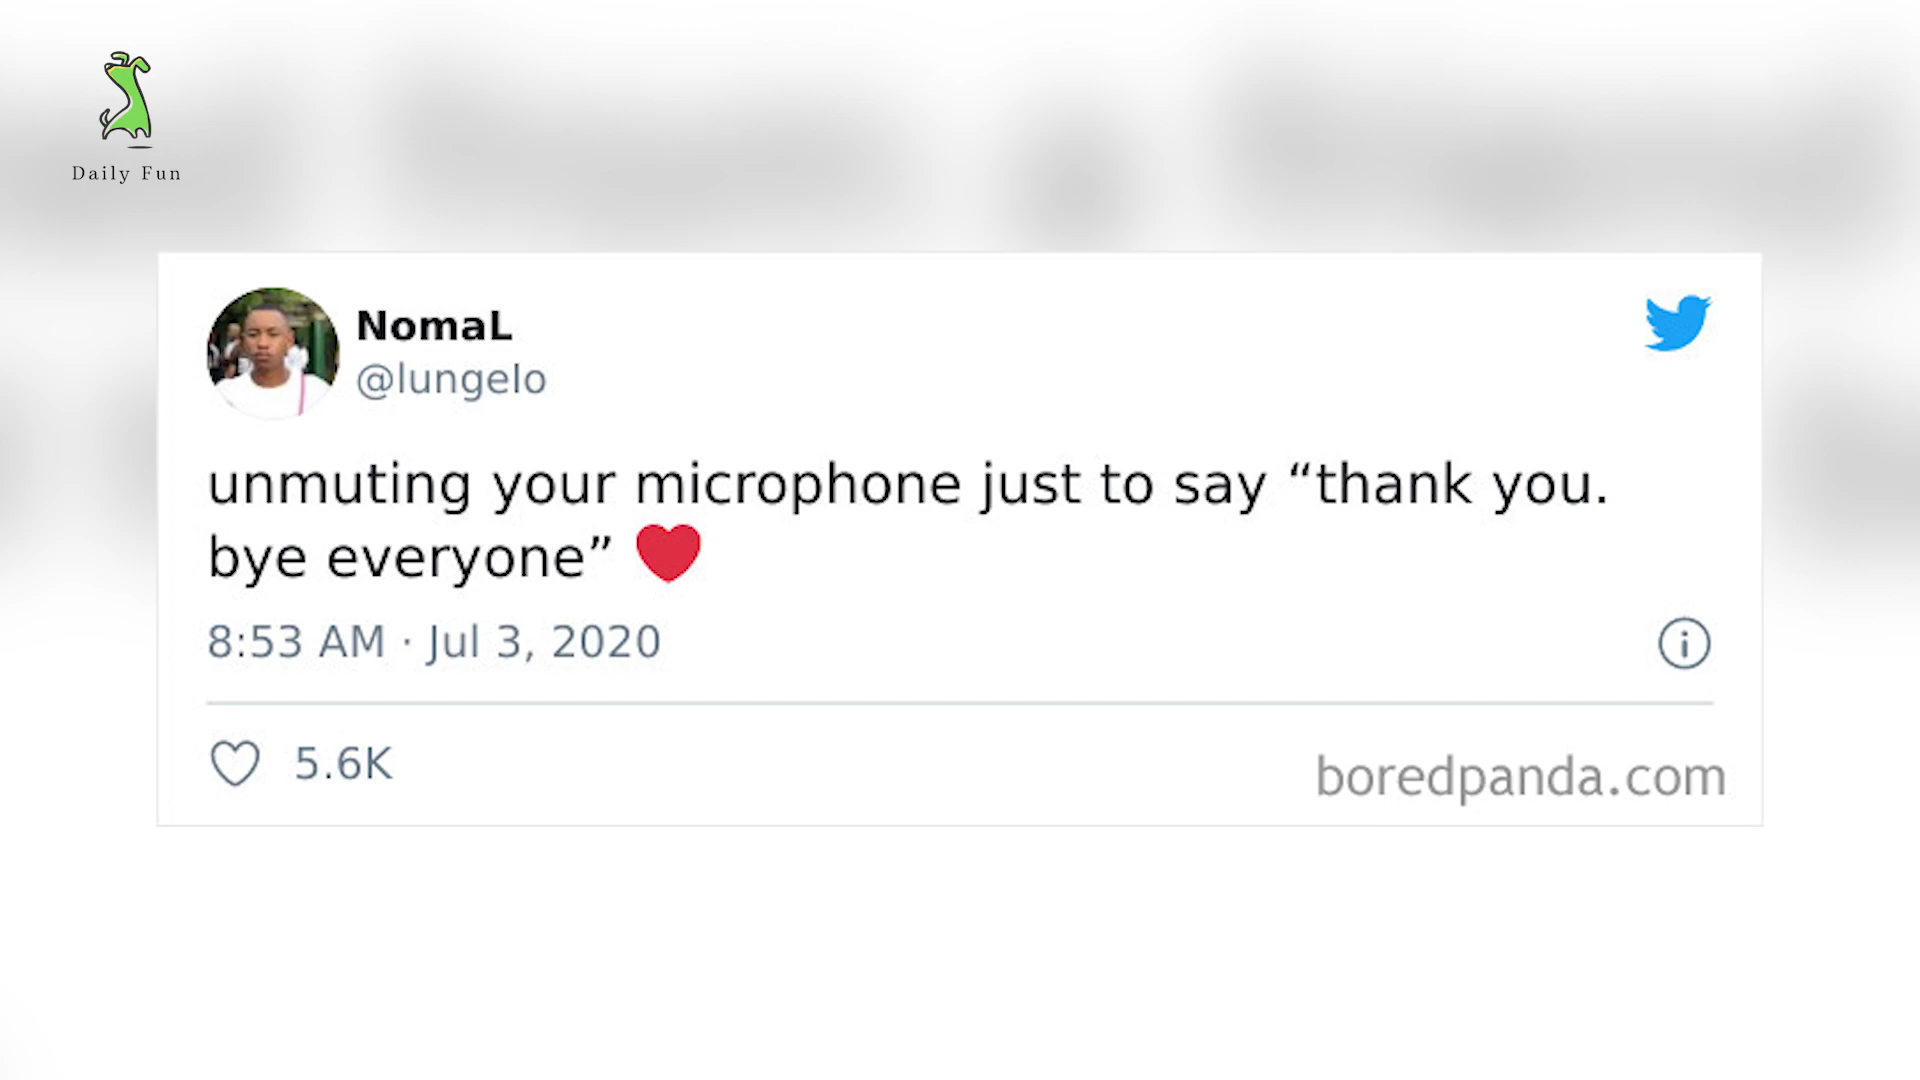 Daily Fun
NomaL
@lungelo
unmuting your microphone just to say “thank you.
bye everyone” ❤️
8:53 AM · Jul 3, 2020
5.6K
boredpanda.com